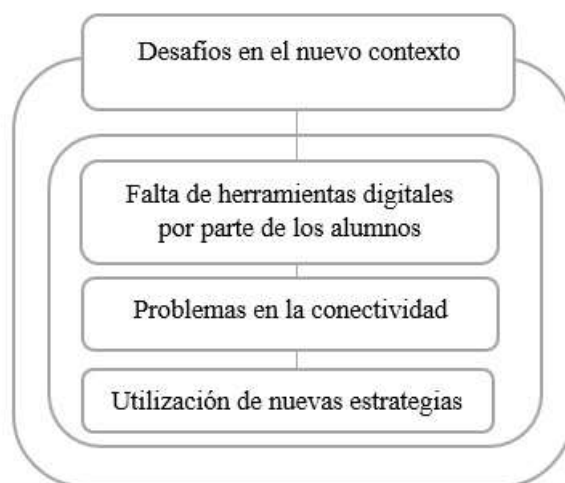 Desafíos en el nuevo contexto
Falta de herramientas digitales
por parte de los alumnos
Problemas en la conectividad
Utilización de nuevas estrategias